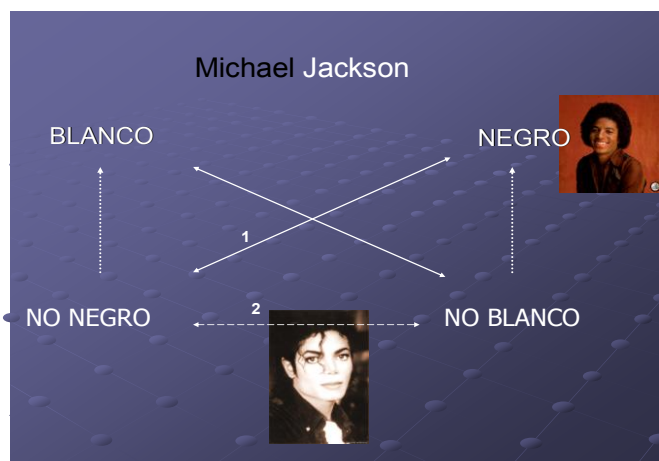 Michael Jackson
BLANCO
NEGRO
1
2
NO NEGRO
NO BLANCO